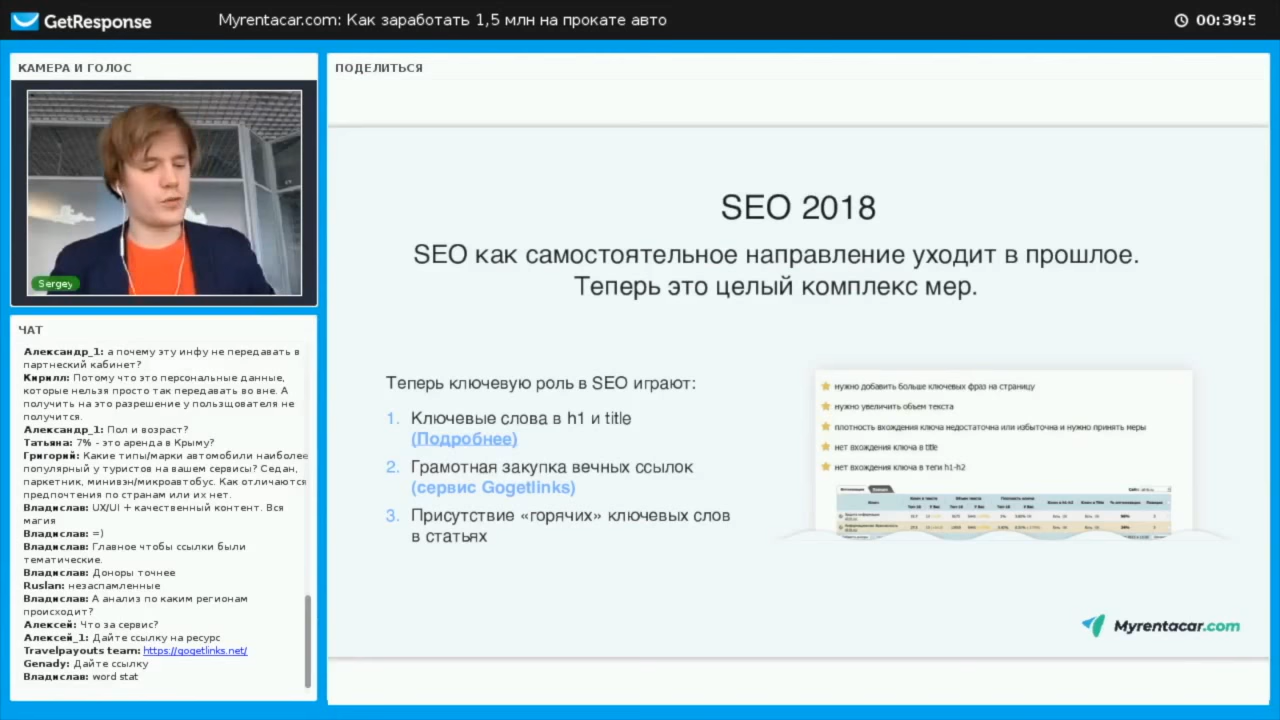 GetResponse
Myrentacar.com: Как заработать 1,5 млн на прокате авто
00:39:5
КАМЕРА И ГОЛОС
Sergey
ЧАТ
Александр_1: а почему эту инфу не передавать в
партнеский кабинет?
Кирилл: Потому что это персональные данные,
которые нельзя просто так передавать во вне. А
получить на это разрешение у пользщователя не
получится.
Александр_1: Пол и возраст?
Татьяна: 7% - это аренда в Крыму?
Григорий: Какие типы/марки автомобили наиболее
популярный у туристов на вашем сервисы? Седан,
паркетник, минивэн/микроавтобус. Как отличаются
предпочтения по странам или их нет.
Владислав: UX/UI + качественный контент. Вся
магия
Владислав: =)
Владислав: Главное чтобы ссылки были
тематические.
Владислав: Доноры точнее
Ruslan: незаспамленные
Владислав: А анализ по каким регионам
происходит?
Алексей: Что за сервис?
Алексей_1: Дайте ссылку на ресурс
Travelpayouts team: https://gogetlinks.net/
Genady: Дайте ссылку
Владислав: word stat
ПОДЕЛИТЬСЯ
SEO 2018
SEO как самостоятельное направление уходит в прошлое.
Теперь это целый комплекс мер.
Теперь ключевую роль в SEO играют:
1. Ключевые слова в h1 и title
(Подробнее)
2. Грамотная закупка вечных ссылок
(сервис Gogetlinks)
3. Присутствие «горячих» ключевых слов
в статьях
нужно добавить больше ключевых фраз на страницу
нужно увеличить объем текста
плотность вхождения ключа недостаточна или избыточна и нужно принять меры
нет вхождения ключа в title
нет вхождения ключа в теги h1-h2
Myrentacar.com